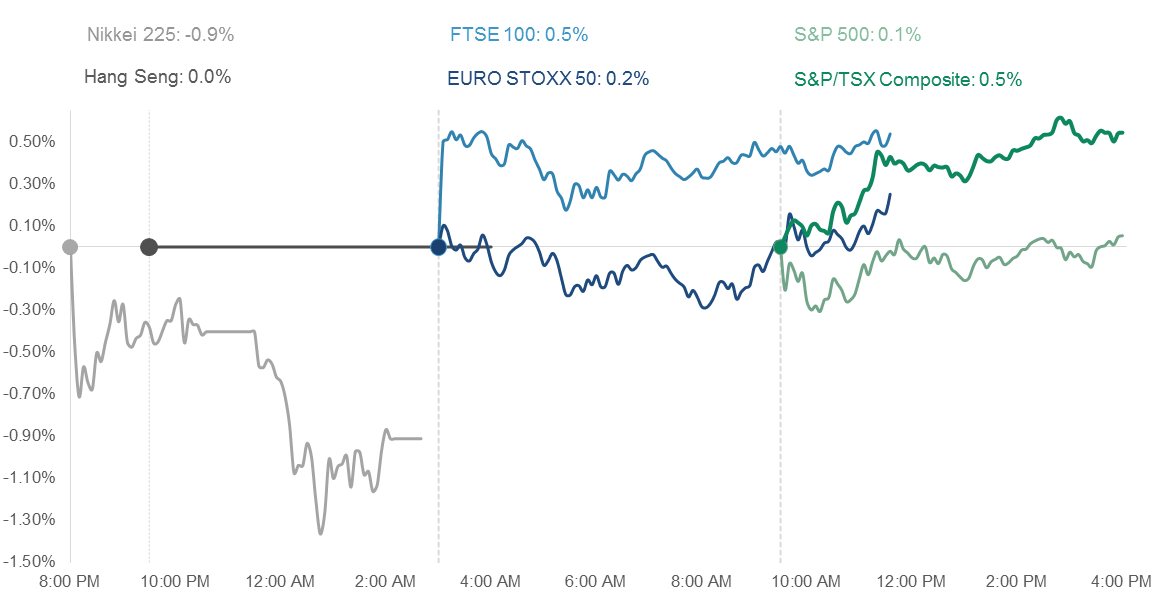 Nikkei 225: -0.9%
FTSE 100: 0.5%
S&P 500: 0.1%
Hang Seng: 0.0%
EURO STOXX 50: 0.2%
S&P/TSX Composite: 0.5%
0.50%
0.30%
0.10%
-0.10%
-0.30%
-0.50%
-0.70%
-0.90%
-1.10%
-1.30%
-1.50%
8:00 PM
10:00 PM
12:00 AM
2:00 AM
4:00 AM
6:00 AM
8:00 AM
10:00 AM
12:00 PM
2:00 PM
4:00 PM